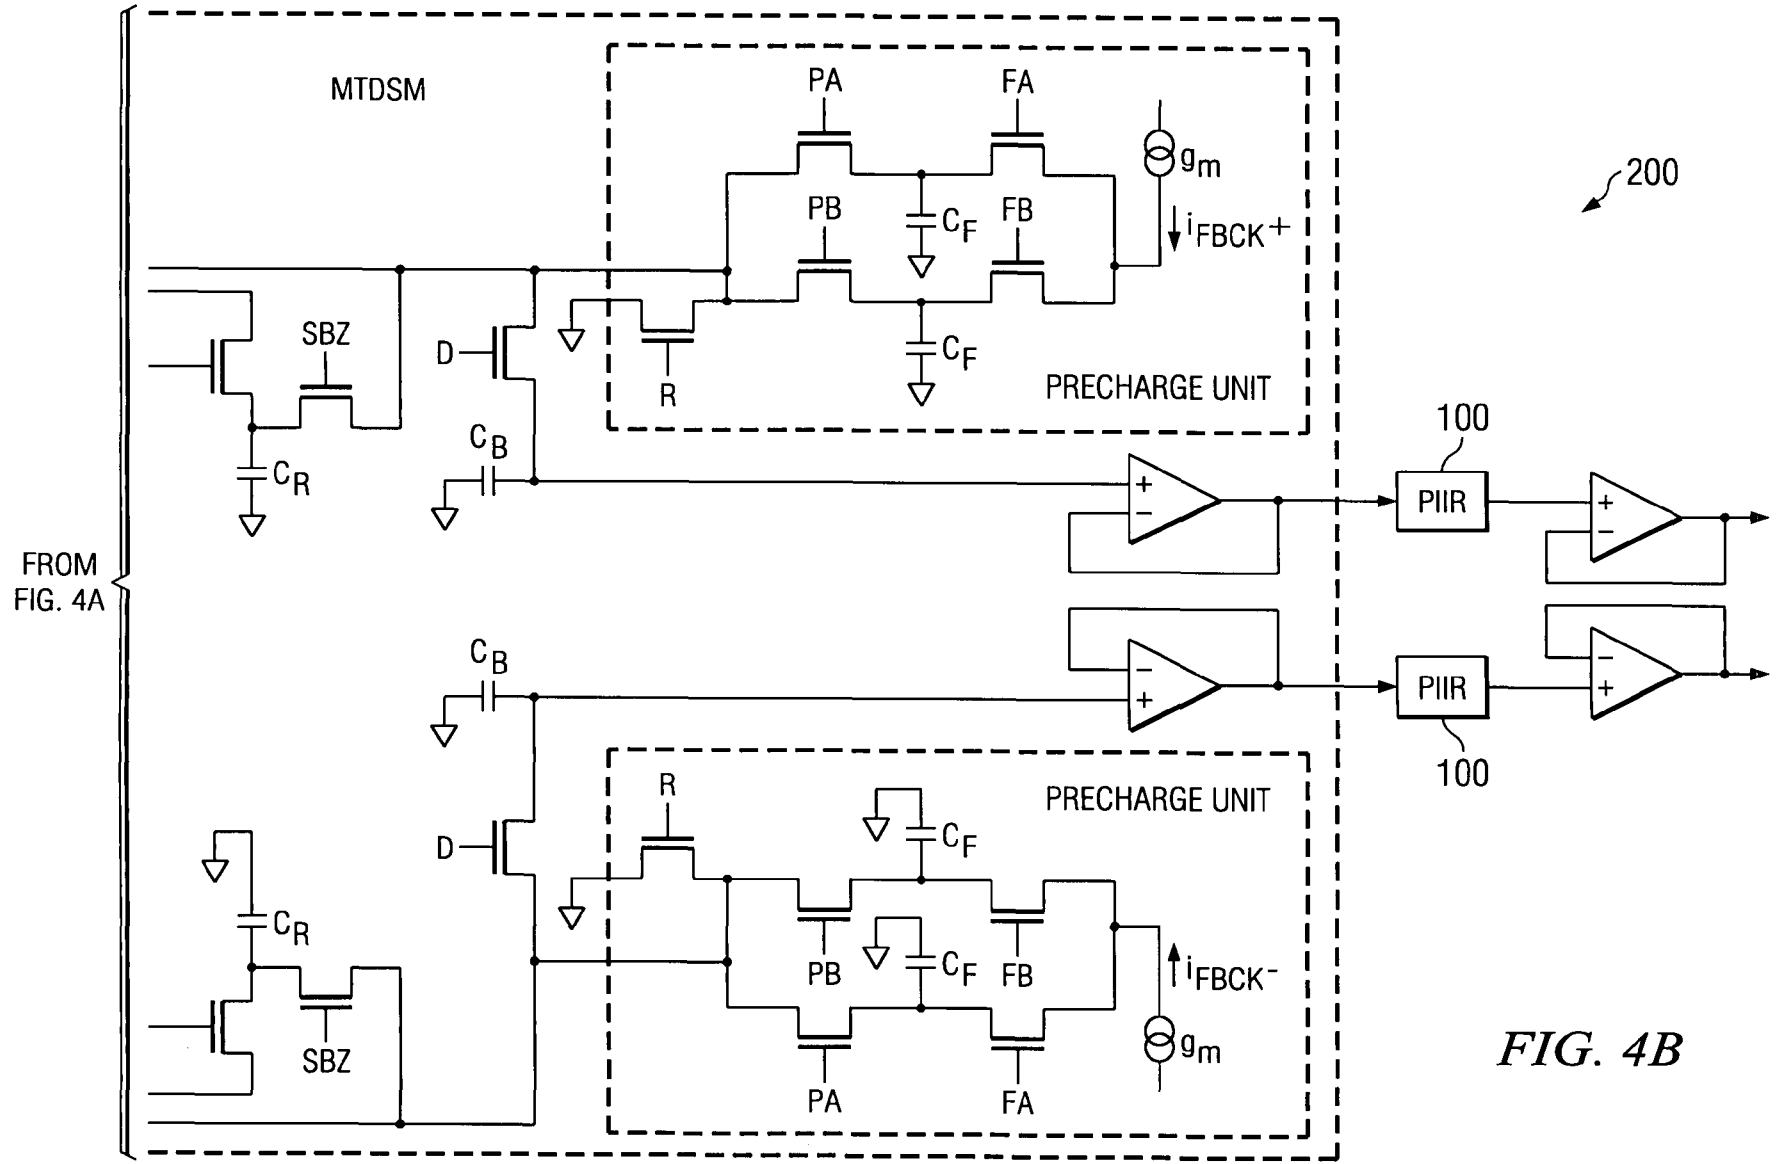 MTDSM
PA
FA
gm
200
PB
CF
FB
iFBCK+
SBZ
D
CF
R
PRECHARGE UNIT
CB
CR
100
+
−
PIIR
+
−
FROM
FIG. 4A
CB
−
+
PIIR
−
+
100
R
PRECHARGE UNIT
CF
D
CR
PB
CF
FB
iFBCK-
SBZ
gm
PA
FA
FIG. 4B